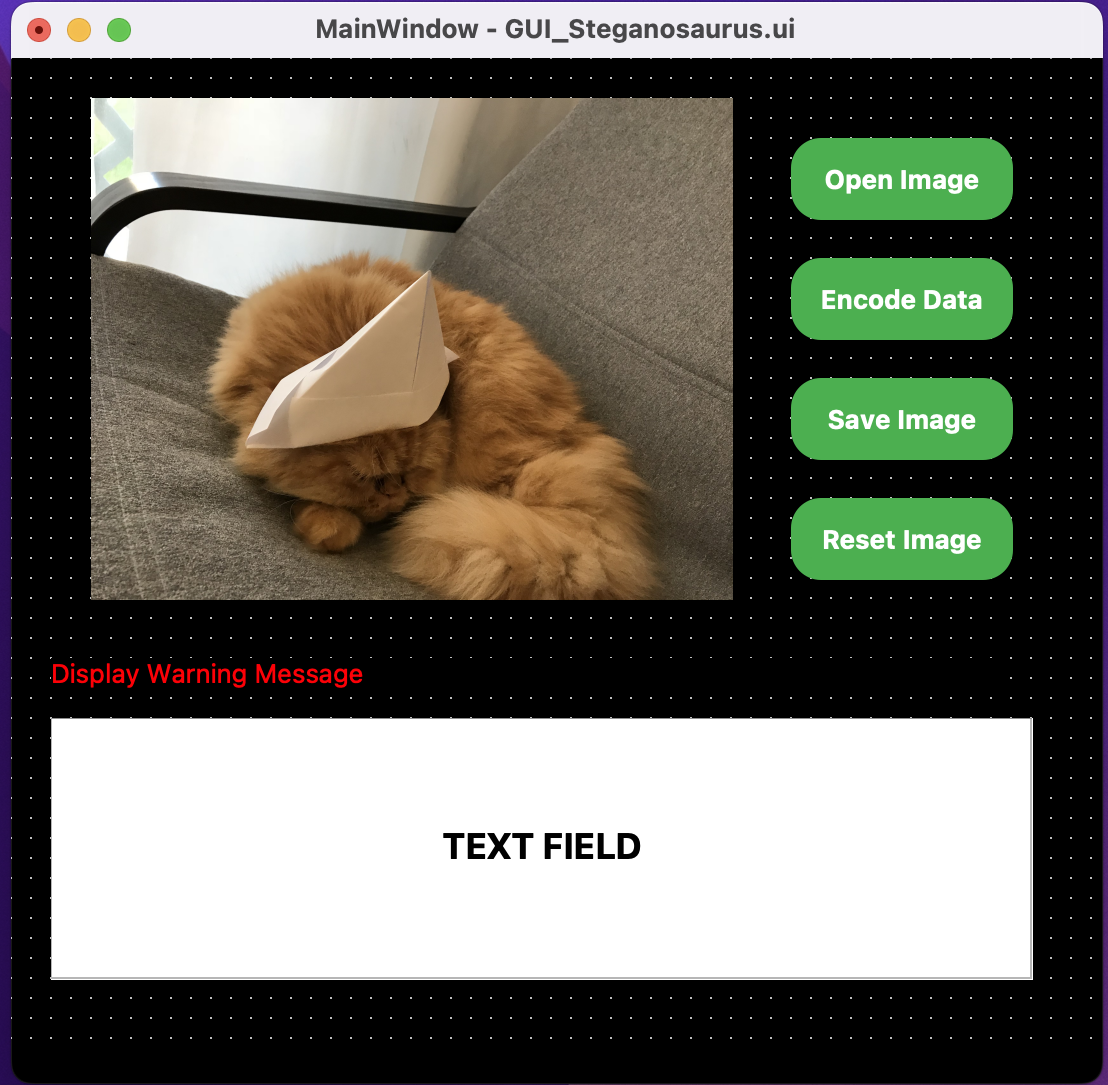 MainWindow - GUI_Steganosaurus.ui
Open Image
Encode Data
Save Image
Reset Image
Display Warning Message
TEXT FIELD